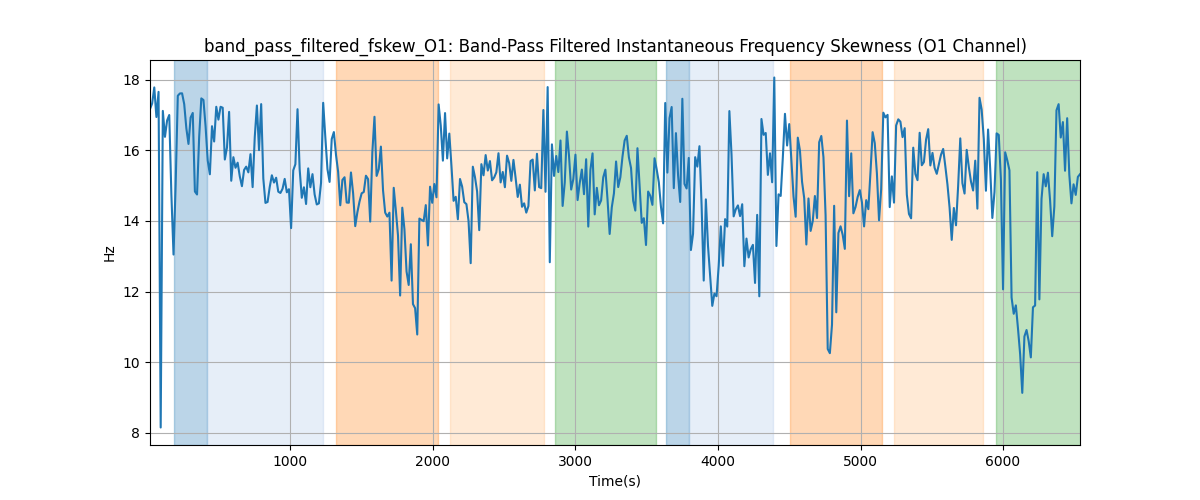 band_pass_filtered_fskew_O1: Band-Pass Filtered Instantaneous Frequency Skewness (O1 Channel)
18
16
14
12
10
8
Hz
1000 2000 3000 4000 5000 6000
Time(s)